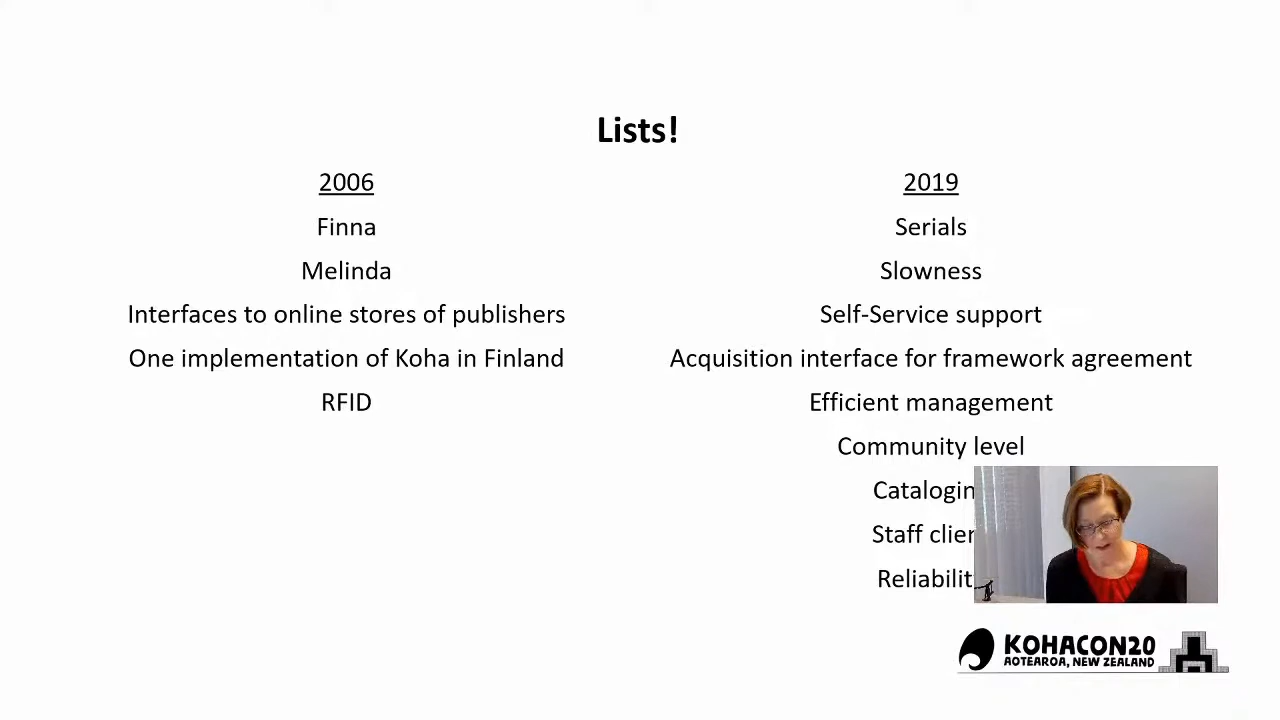 Lists!
2006
Finna
Melinda
Interfaces to online stores of publishers
One implementation of Koha in Finland
RFID
2019
Serials
Slowness
Self-Service support
Acquisition interface for framework agreement
Efficient management
Community level
Catalogin
Staff clien
Reliabilit
KOHACON20
AOTEAROA, NEW ZEALAND